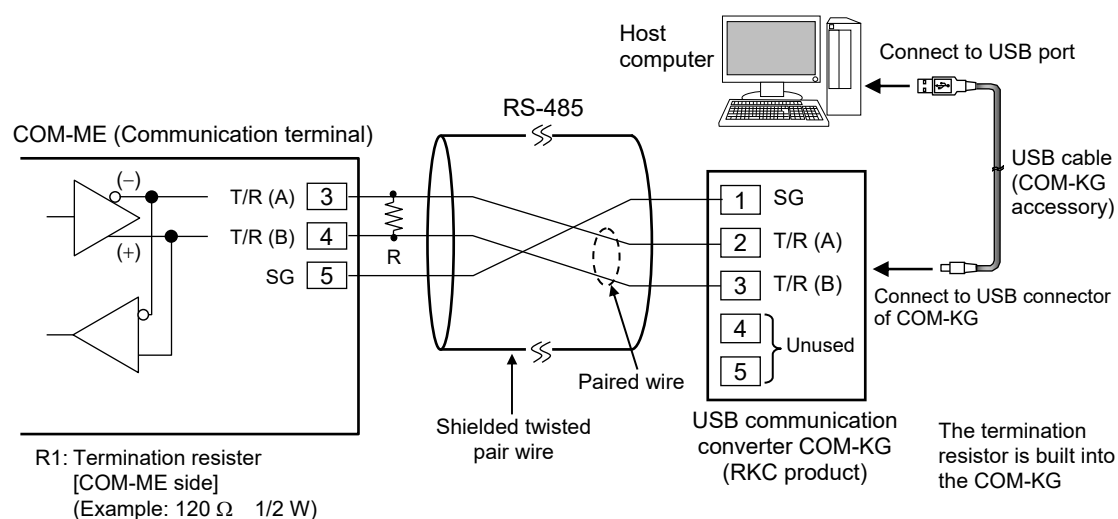 Host
computer
Connect to USB port
RS-485
COM-ME (Communication terminal)
USB cable
(COM-KG
accessory)
(−)
(+)
T/R (A) 3
T/R (B) 4
SG 5
R
1 SG
2 T/R (A)
3 T/R (B)
4
5
Unused
Connect to USB connector
of COM-KG
Paired wire
Shielded twisted
pair wire
USB communication
converter COM-KG
(RKC product)
The termination
resistor is built into
the COM-KG
R1: Termination resister
[COM-ME side]
(Example: 120 Ω 1/2 W)